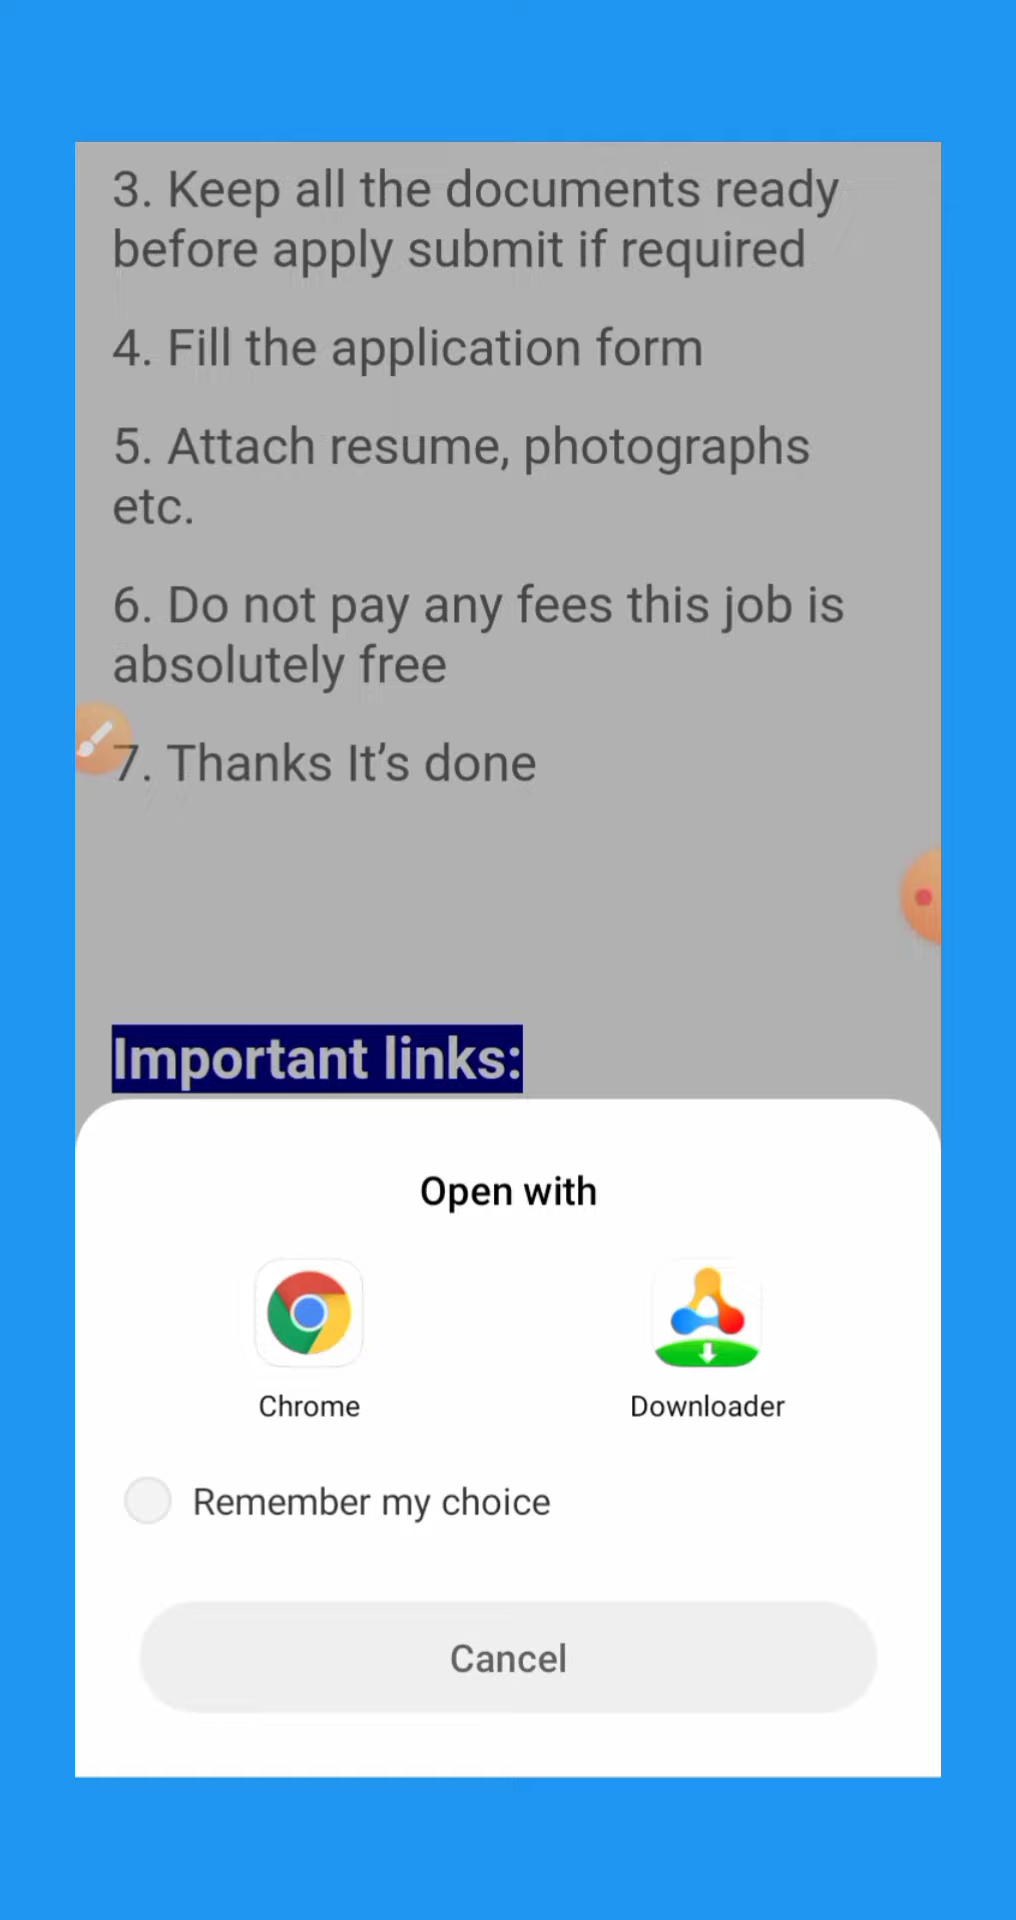 3. Keep all the documents ready
before apply submit if required
4. Fill the application form
5. Attach resume, photographs
etc.
6. Do not pay any fees this job is
absolutely free
7. Thanks It’s done
Important links:
Open with
Chrome
Downloader
Remember my choice
Cancel